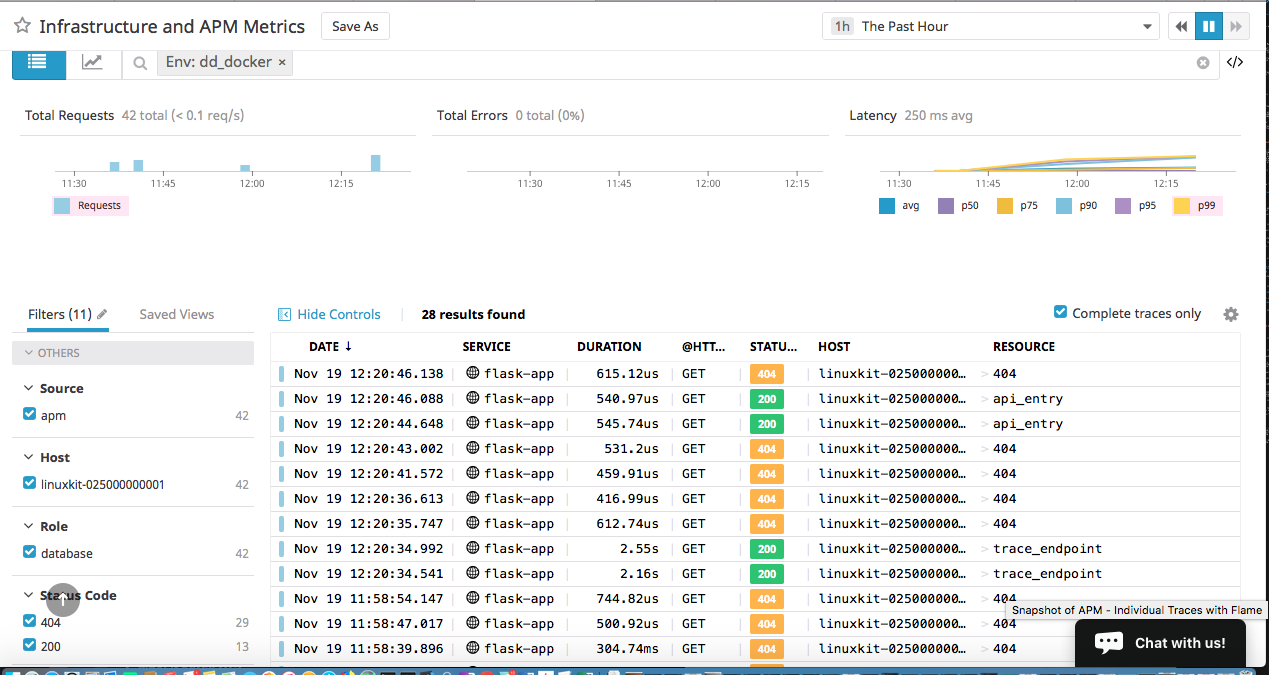 Infrastructure and APM Metrics Save As 1h The Past Hour
Env: dd_docker × </>
Total Requests 42 total (< 0.1 req/s) Total Errors 0 total (0%) Latency 250 ms avg
11:30 11:45 12:00 12:15 11:30 11:45 12:00 12:15 11:30 11:45 12:00 12:15
Requests avg p50 p75 p90 p95 p99
Filters (11) Saved Views Hide Controls 28 results found Complete traces only
OTHERS
Source
apm 42
Host
linuxkit-025000000001 42
Role
database 42
Status Code
404 29
200 13
DATE ↓ SERVICE DURATION @HTT... STATU... HOST RESOURCE
Nov 19 12:20:46.138 flask-app 615.12us GET 404 linuxkit-025000000… > 404
Nov 19 12:20:46.088 flask-app 540.97us GET 200 linuxkit-025000000… > api_entry
Nov 19 12:20:44.648 flask-app 545.74us GET 200 linuxkit-025000000… > api_entry
Nov 19 12:20:43.002 flask-app 531.2us GET 404 linuxkit-025000000… > 404
Nov 19 12:20:41.572 flask-app 459.91us GET 404 linuxkit-025000000… > 404
Nov 19 12:20:36.613 flask-app 416.99us GET 404 linuxkit-025000000… > 404
Nov 19 12:20:35.747 flask-app 612.74us GET 404 linuxkit-025000000… > 404
Nov 19 12:20:34.992 flask-app 2.55s GET 200 linuxkit-025000000… > trace_endpoint
Nov 19 12:20:34.541 flask-app 2.16s GET 200 linuxkit-025000000… > trace_endpoint
Nov 19 11:58:54.147 flask-app 744.82us GET 404 linuxkit-025000000… > 404
Nov 19 11:58:47.017 flask-app 500.92us GET 404 linuxkit-025000000… > 404
Nov 19 11:58:39.896 flask-app 304.74ms GET 404 linuxkit-025000000… > 404
Snapshot of APM - Individual Traces with Flame
Chat with us!